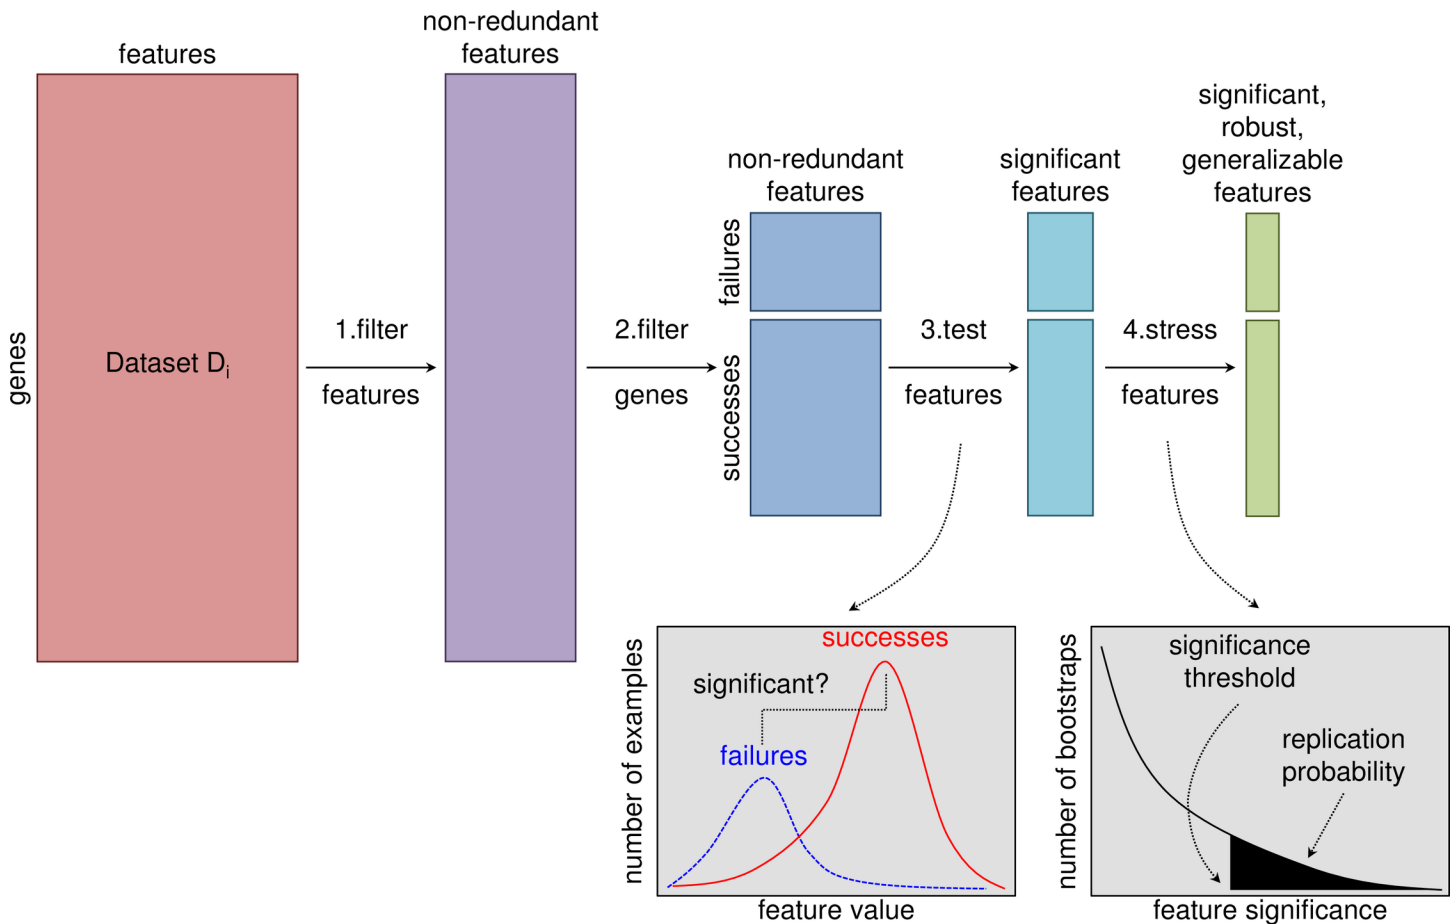 features
genes
Dataset Di
1.filter
features
non-redundant
features
2.filter
genes
non-redundant
features
failures
successes
3.test
features
significant
features
4.stress
features
significant,
robust,
generalizable
features
number of examples
successes
significant?
failures
feature value
number of bootstraps
significance
threshold
replication
probability
feature significance